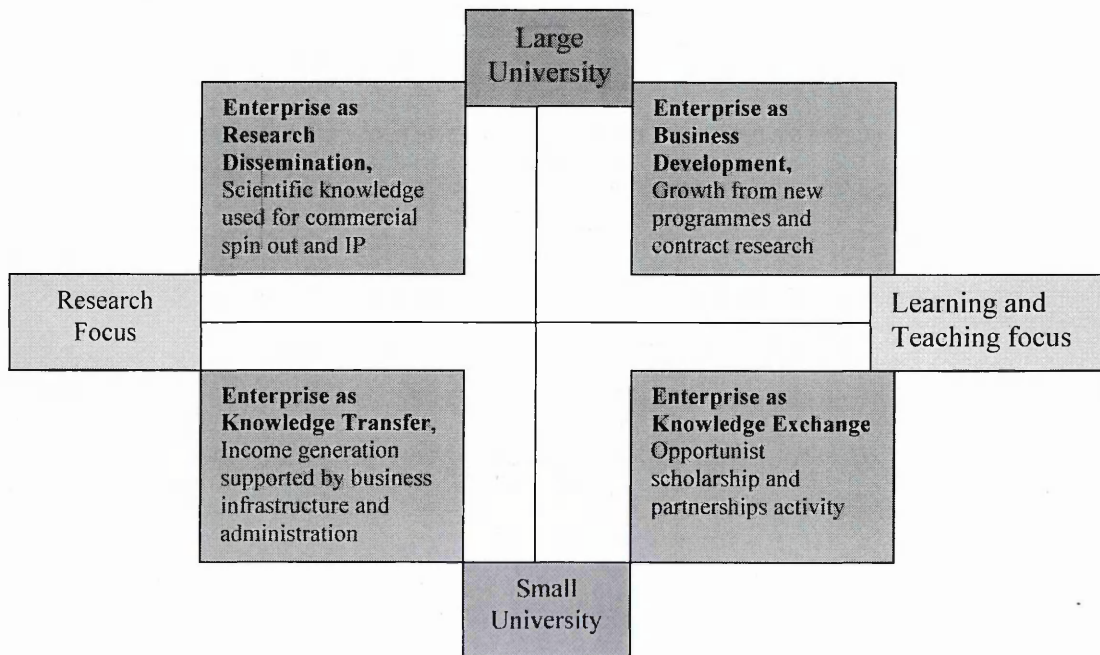 Large
University
Enterprise as
Research
Dissemination,
Scientific knowledge
used for commercial
spin out and IP
Enterprise as
Business
Development,
Growth from new
programmes and
contract research
Research
Focus
Learning and
Teaching focus
Enterprise as
Knowledge Transfer,
Income generation
supported by business
infrastructure and
administration
Enterprise as
Knowledge Exchange
Opportunist
scholarship and
partnerships activity
Small
University